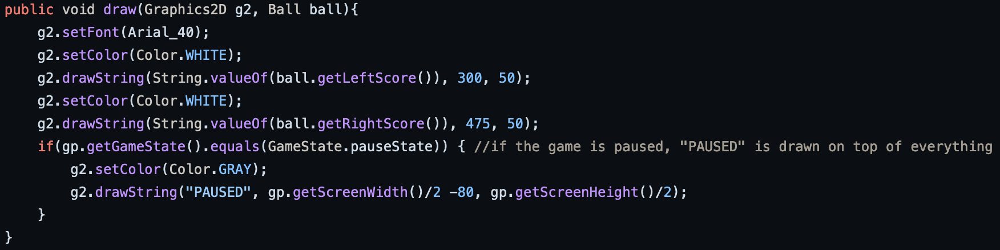 public void draw(Graphics2D g2, Ball ball){
    g2.setFont(Arial_40);
    g2.setColor(Color.WHITE);
    g2.drawString(String.valueOf(ball.getLeftScore()), 300, 50);
    g2.setColor(Color.WHITE);
    g2.drawString(String.valueOf(ball.getRightScore()), 475, 50);
    if(gp.getGameState().equals(GameState.pauseState)) { //if the game is paused, "PAUSED" is drawn on top of everything
        g2.setColor(Color.GRAY);
        g2.drawString("PAUSED", gp.getScreenWidth()/2 -80, gp.getScreenHeight()/2);
    }
}